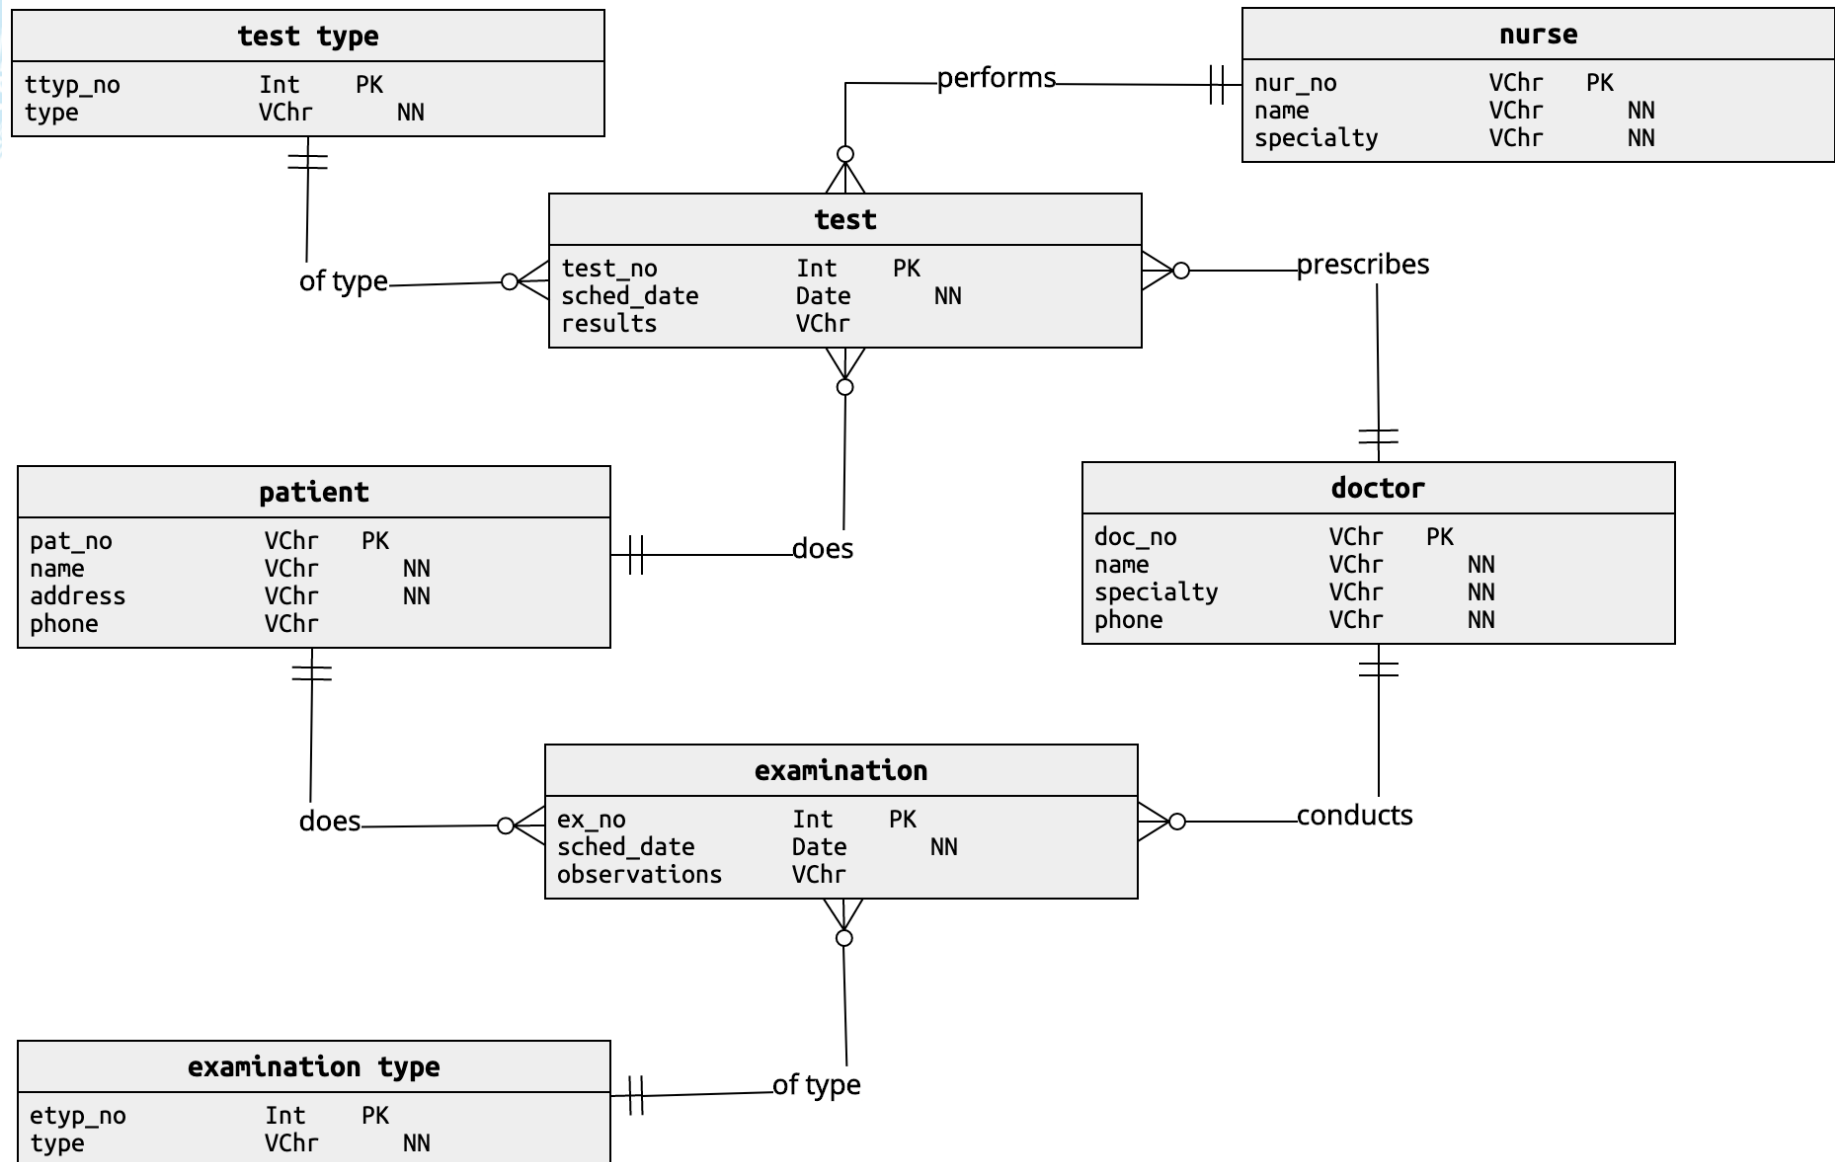 test type
ttyp_no Int PK
type VChr NN
nurse
nur_no VChr PK
name VChr NN
specialty VChr NN
performs
test
test_no Int PK
sched_date Date NN
results VChr
of type
prescribes
patient
pat_no VChr PK
name VChr NN
address VChr NN
phone VChr
does
doctor
doc_no VChr PK
name VChr NN
specialty VChr NN
phone VChr NN
examination
ex_no Int PK
sched_date Date NN
observations VChr
does
conducts
examination type
etyp_no Int PK
type VChr NN
of type